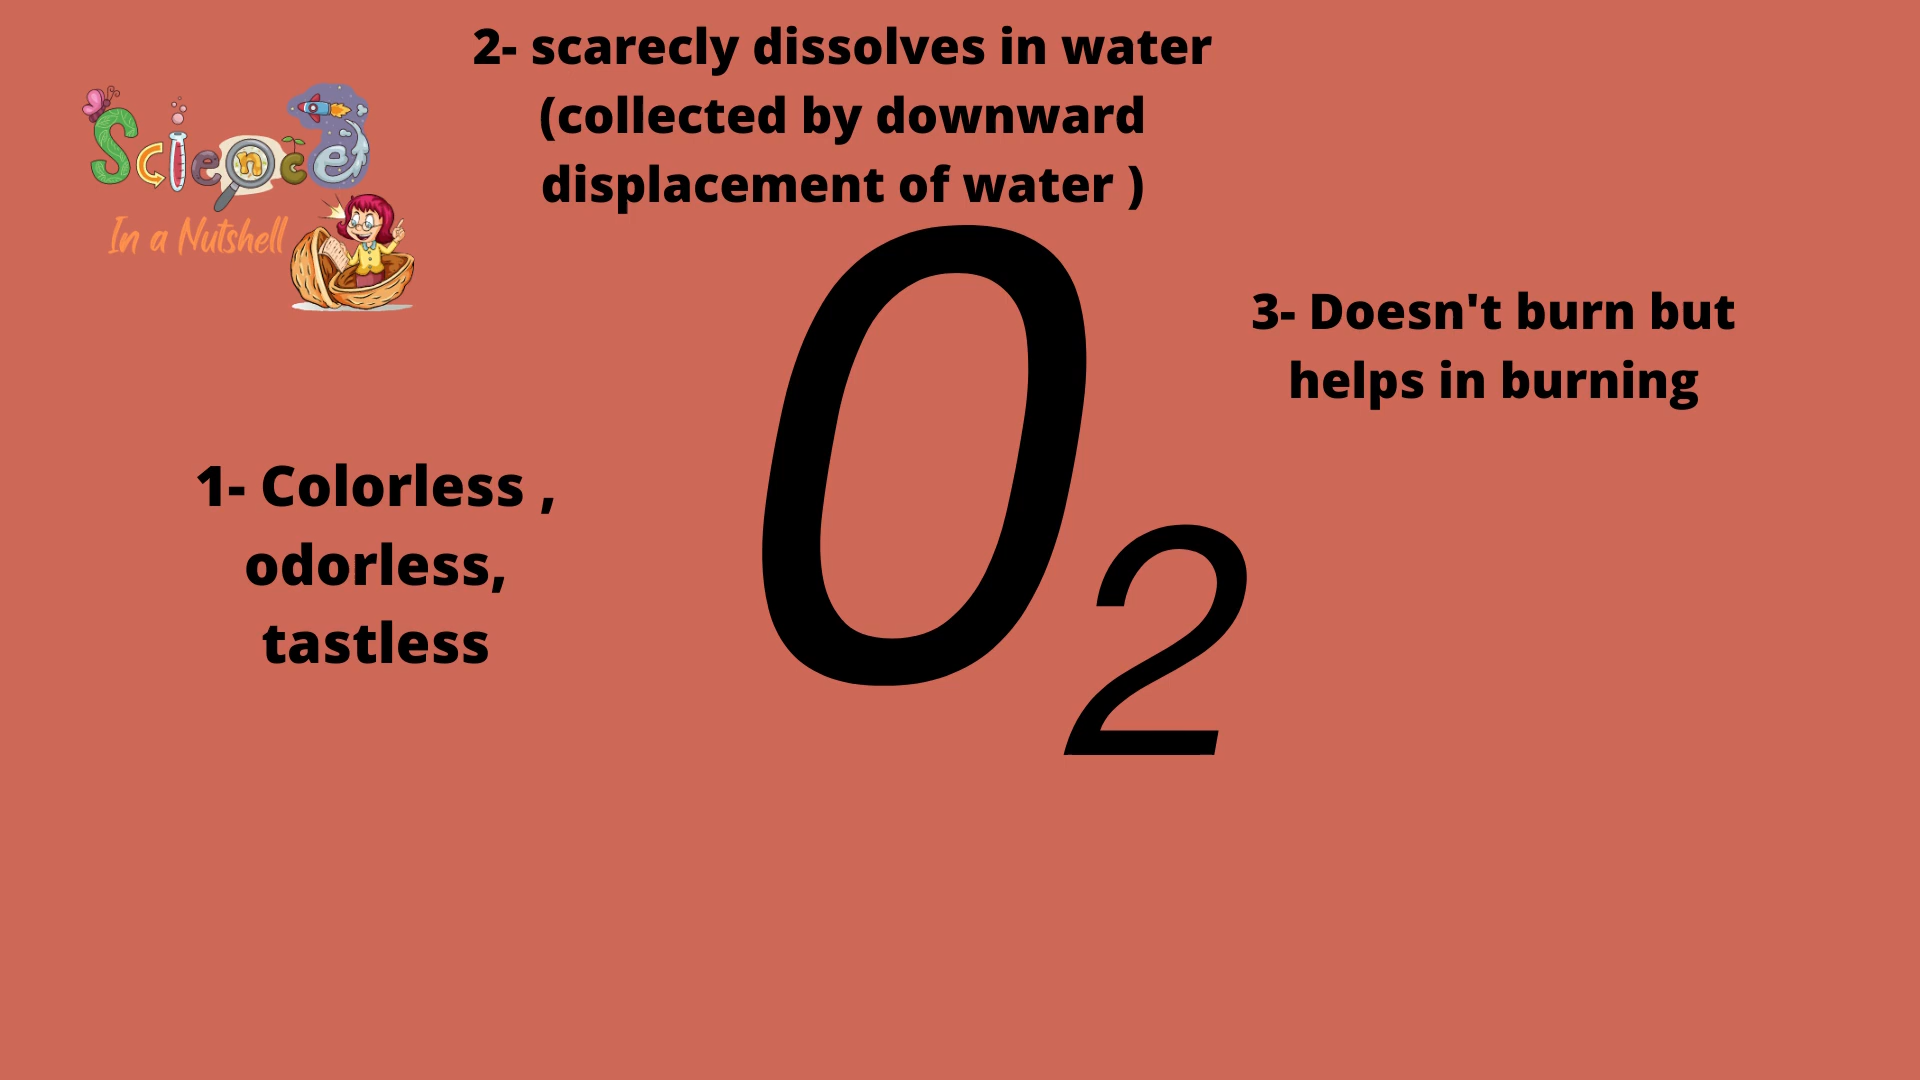 Science
In a Nutshell
2- scarecly dissolves in water
(collected by downward
displacement of water )
3- Doesn't burn but
helps in burning
1- Colorless ,
odorless,
tastless
O2